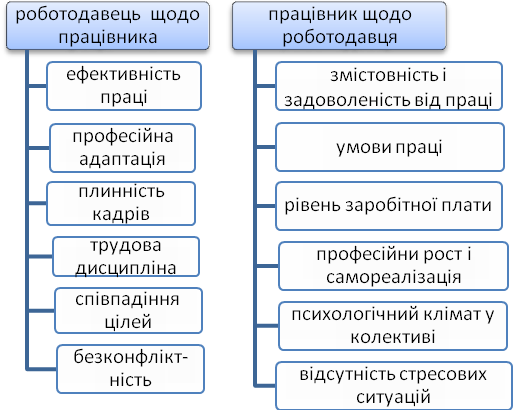 роботодавець щодо
працівника
ефективність
праці
професійна
адаптація
плинність
кадрів
трудова
дисципліна
співпадіння
цілей
безконфлікт-
ність
працівник щодо
роботодавця
змістовність і
задоволеність від праці
умови праці
рівень заробітної плати
професійни рост і
самореалізація
психологічний клімат у
колективі
відсутність стресових
ситуацій